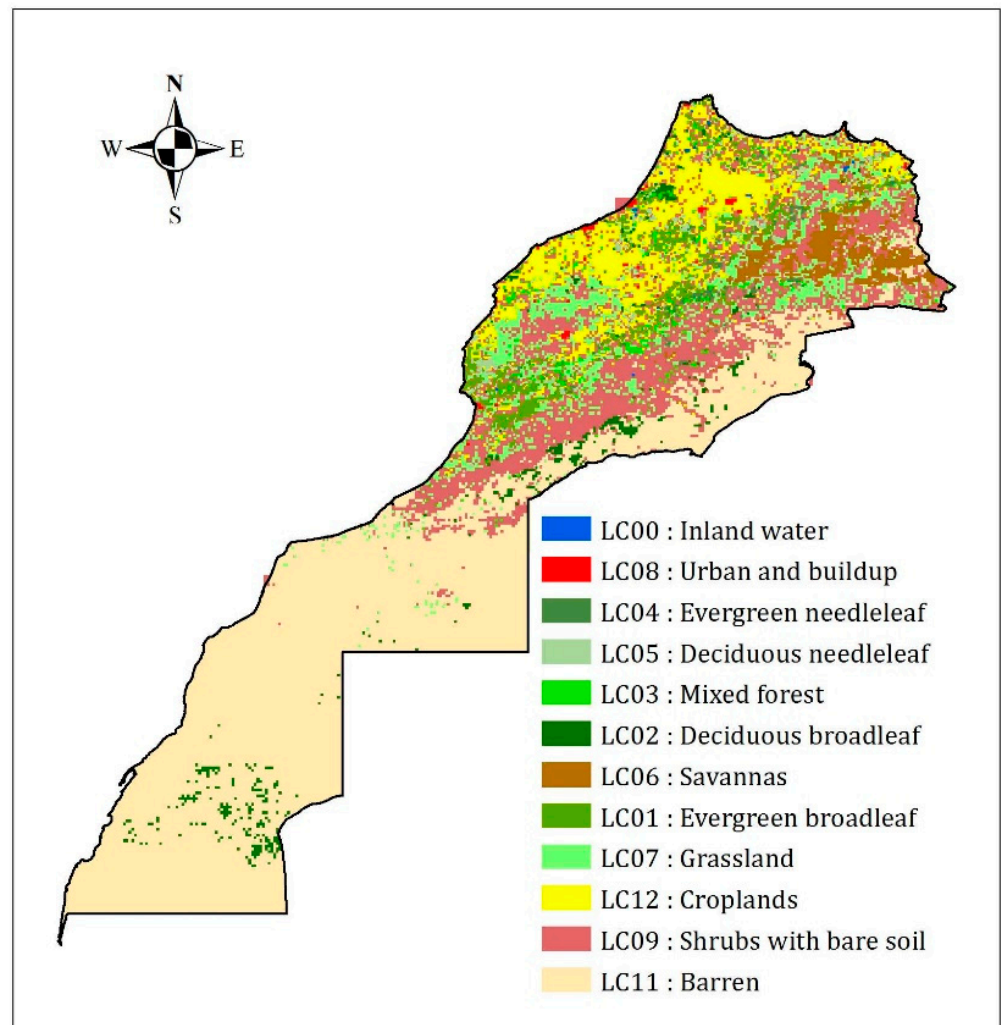 N
W E
S
LC00 : Inland water
LC08 : Urban and buildup
LC04 : Evergreen needleleaf
LC05 : Deciduous needleleaf
LC03 : Mixed forest
LC02 : Deciduous broadleaf
LC06 : Savannas
LC01 : Evergreen broadleaf
LC07 : Grassland
LC12 : Croplands
LC09 : Shrubs with bare soil
LC11 : Barren